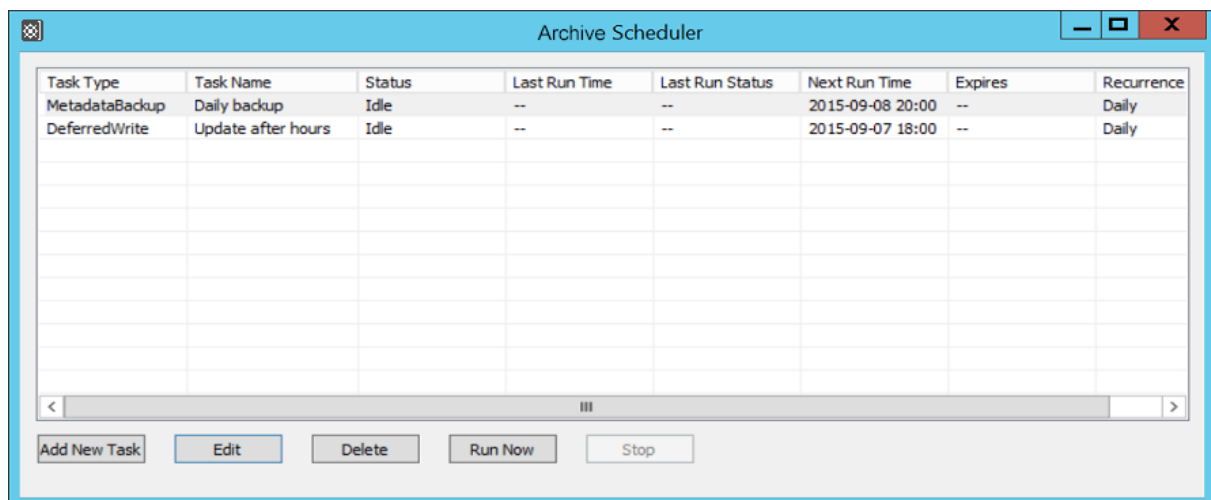 Archive Scheduler
Task Type Task Name Status Last Run Time Last Run Status Next Run Time Expires Recurrence
MetadataBackup Daily backup Idle -- -- 2015-09-08 20:00 -- Daily
DeferredWrite Update after hours Idle -- -- 2015-09-07 18:00 -- Daily
Add New Task Edit Delete Run Now Stop